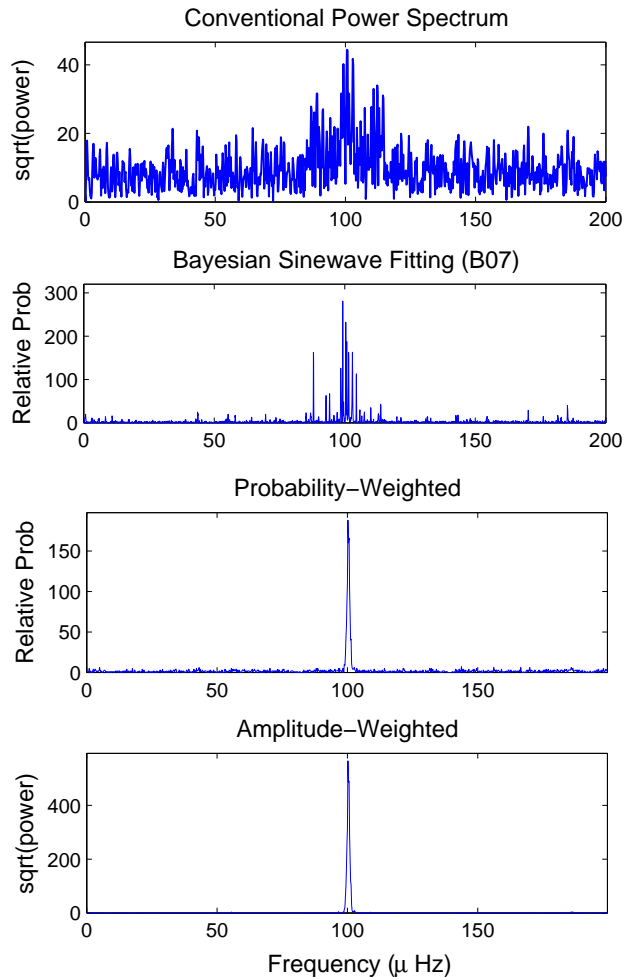 Conventional Power Spectrum
sqrt(power)
40
20
0
0 50 100 150 200
Bayesian Sinewave Fitting (B07)
Relative Prob
300
200
100
0
0 50 100 150 200
Probability−Weighted
Relative Prob
150
100
50
0
0 50 100 150
Amplitude−Weighted
sqrt(power)
400
200
0
0 50 100 150
Frequency (μ Hz)